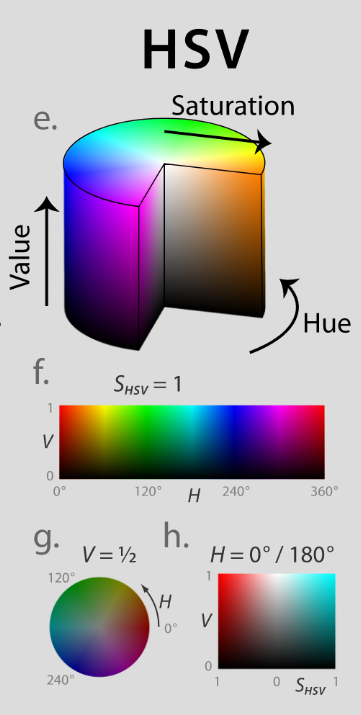 HSV
e.
Saturation
Value
Hue
f.
S_HSV = 1
1
V
0
0° 120° 240° 360°
H
g. h.
V = ½ H = 0° / 180°
120°
H
0°
240°
1
V
0
1 0 S_HSV 1